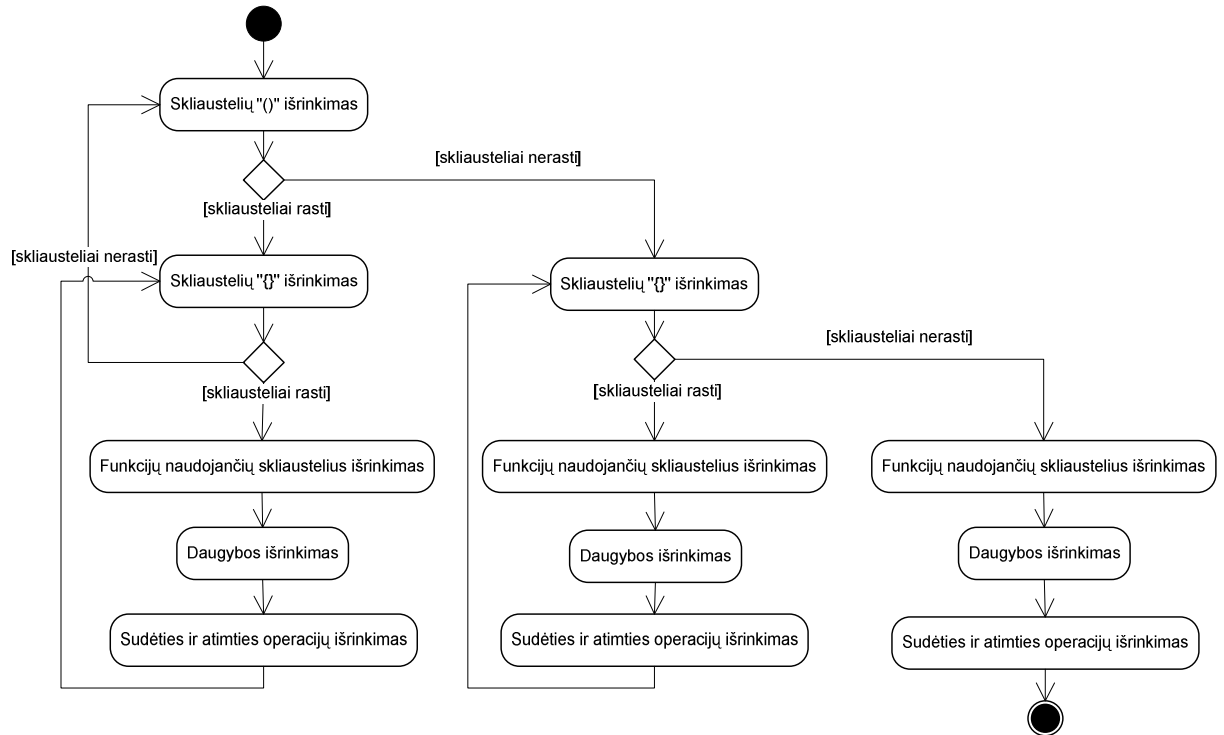 Skliaustelių "()" išrinkimas
[skliausteliai nerasti]
[skliausteliai rasti]
[skliausteliai nerasti]
Skliaustelių "{}" išrinkimas
Skliaustelių "{}" išrinkimas
[skliausteliai nerasti]
[skliausteliai rasti]
[skliausteliai rasti]
Funkcijų naudojančių skliaustelius išrinkimas
Funkcijų naudojančių skliaustelius išrinkimas
Funkcijų naudojančių skliaustelius išrinkimas
Daugybos išrinkimas
Daugybos išrinkimas
Daugybos išrinkimas
Sudėties ir atimties operacijų išrinkimas
Sudėties ir atimties operacijų išrinkimas
Sudėties ir atimties operacijų išrinkimas